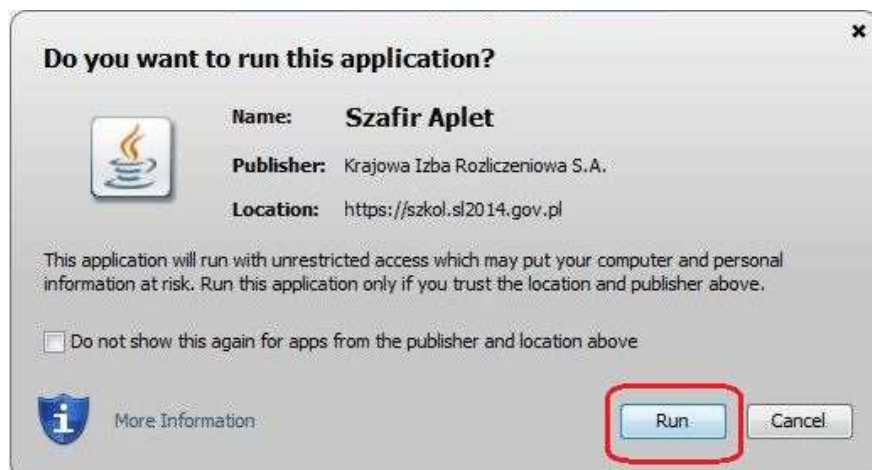 Do you want to run this application?
Name: Szafir Aplet
Publisher: Krajowa Izba Rozliczeniowa S.A.
Location: https://szkol.sl2014.gov.pl
This application will run with unrestricted access which may put your computer and personal
information at risk. Run this application only if you trust the location and publisher above.
Do not show this again for apps from the publisher and location above
More Information
Run
Cancel